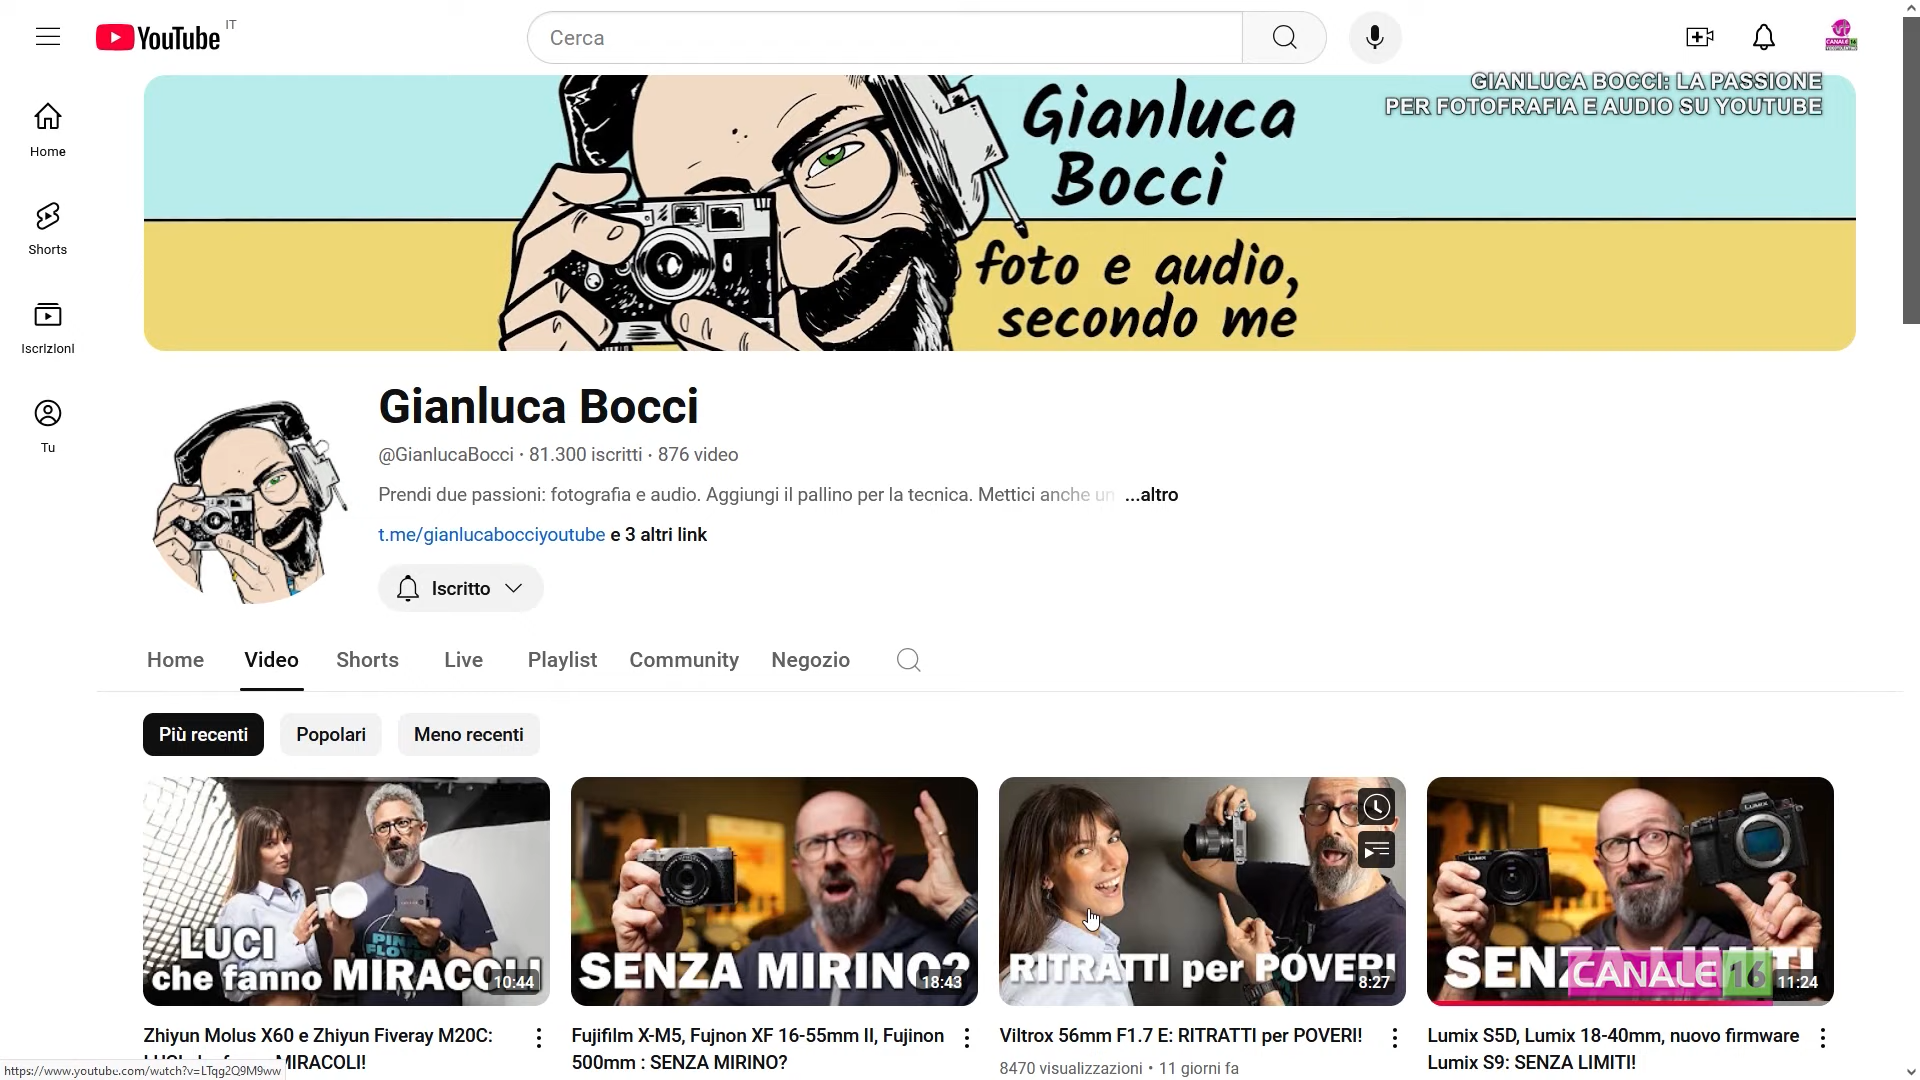 YouTube
IT
Cerca
GIANLUCA BOCCI: LA PASSIONE
PER FOTOFRAFIA E AUDIO SU YOUTUBE
Home
Shorts
Iscrizioni
Tu
Gianluca
Bocci
foto e audio,
secondo me
Gianluca Bocci
@GianlucaBocci · 81.300 iscritti · 876 video
Prendi due passioni: fotografia e audio. Aggiungi il pallino per la tecnica. Mettici anche un ...altro
t.me/gianlucabocciyoutube e 3 altri link
Iscritto
Home Video Shorts Live Playlist Community Negozio
Più recenti Popolari Meno recenti
LUCI
che fanno MIRACOLI
10:44
SENZA MIRINO?
18:43
RITRATTI per POVERI
8:27
LUMIX
CANALE 16
11:24
Zhiyun Molus X60 e Zhiyun Fiveray M20C:
MIRACOLI!
Fujifilm X-M5, Fujnon XF 16-55mm II, Fujinon
500mm : SENZA MIRINO?
Viltrox 56mm F1.7 E: RITRATTI per POVERI!
8470 visualizzazioni • 11 giorni fa
Lumix S5D, Lumix 18-40mm, nuovo firmware
Lumix S9: SENZA LIMITI!
https://www.youtube.com/watch?v=LTqg2Q9M9ww